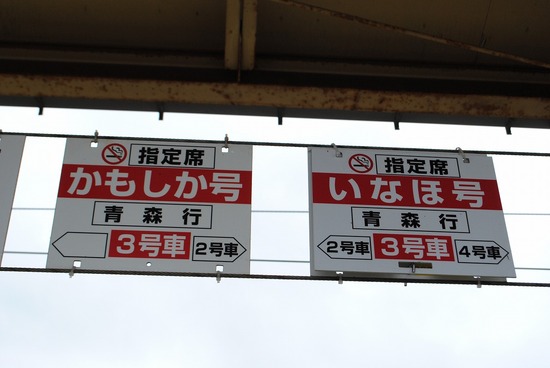 指定席
かもしか号
青森行
3号車 2号車
指定席
いなほ号
青森行
2号車 3号車 4号車